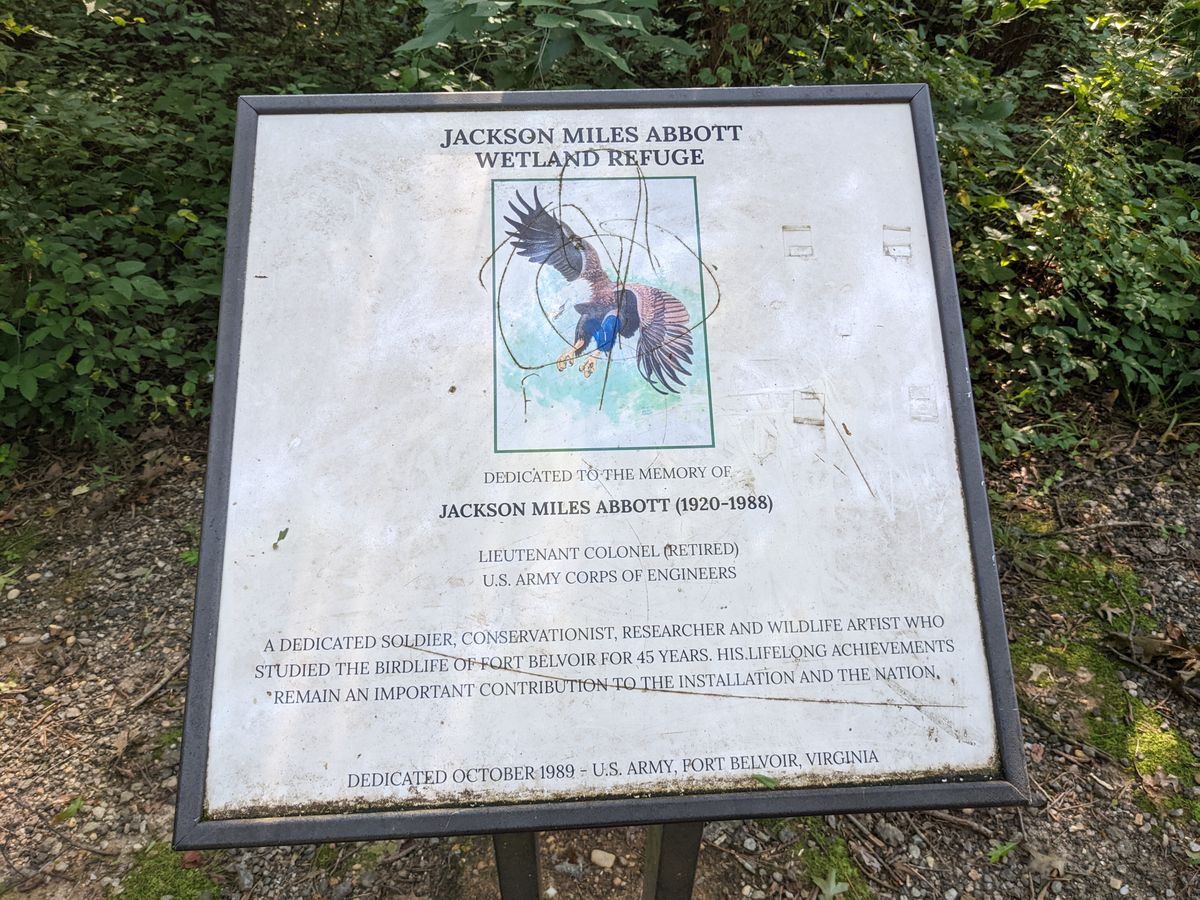 JACKSON MILES ABBOTT
WETLAND REFUGE
DEDICATED TO THE MEMORY OF
JACKSON MILES ABBOTT (1920-1988)
LIEUTENANT COLONEL (RETIRED)
U.S. ARMY CORPS OF ENGINEERS
A DEDICATED SOLDIER, CONSERVATIONIST, RESEARCHER AND WILDLIFE ARTIST WHO
STUDIED THE BIRDLIFE OF FORT BELVOIR FOR 45 YEARS. HIS LIFELONG ACHIEVEMENTS
REMAIN AN IMPORTANT CONTRIBUTION TO THE INSTALLATION AND THE NATION.
DEDICATED OCTOBER 1989 - U.S. ARMY, FORT BELVOIR, VIRGINIA